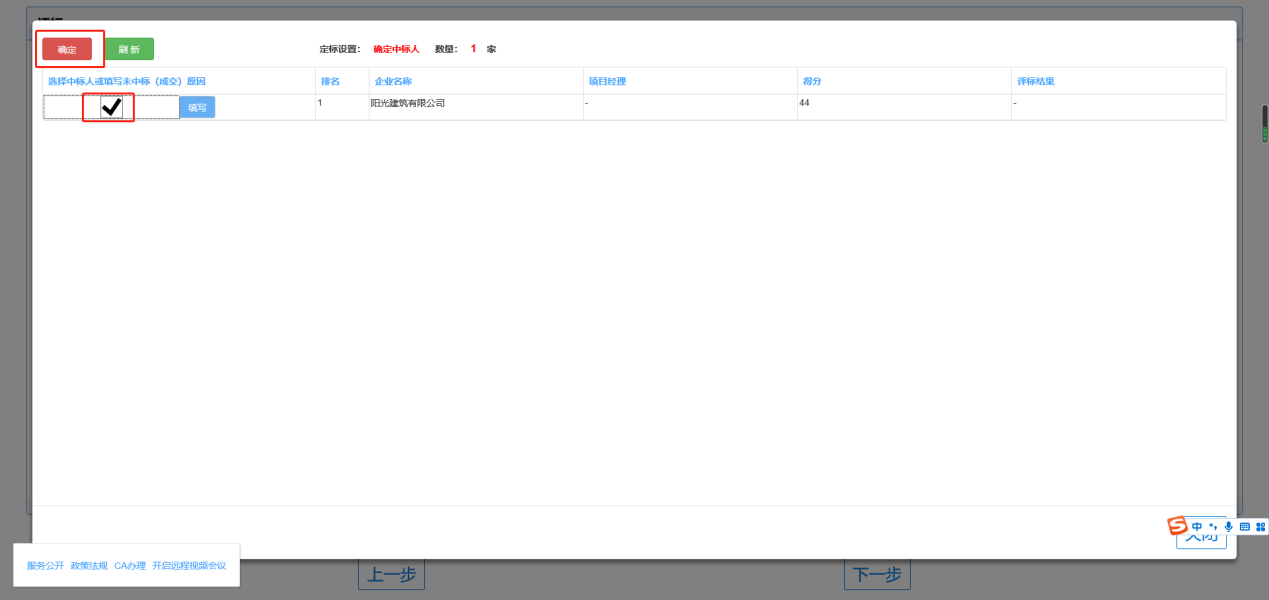 确定
刷新
定标设置： 确定中标人 数量： 1 家
选择中标人或填写未中标（成交）原因 排名 企业名称 项目经理 得分 评标结果
填写 1 阳光建筑有限公司 - 44 -
中
关闭
服务公开 政策法规 CA办理 开启远程视频会议
上一步 下一步